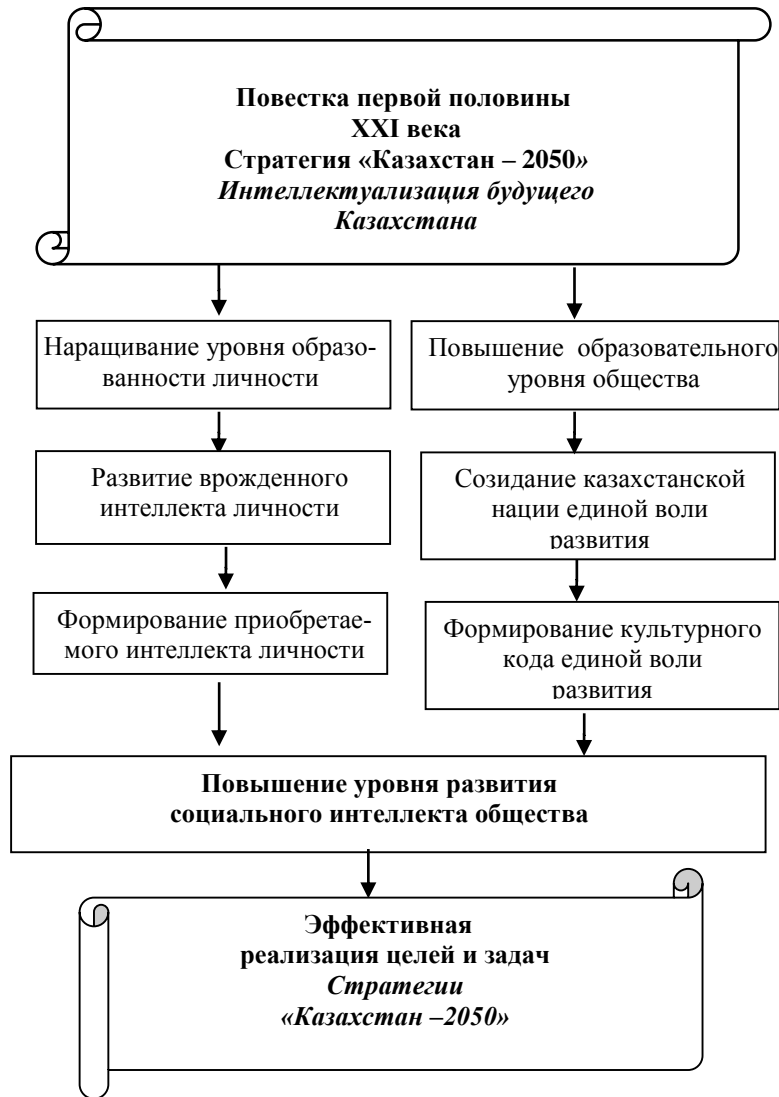 Повестка первой половины
XXI века
Стратегия «Казахстан – 2050»
Интеллектуализация будущего
Казахстана
Наращивание уровня образо-
ванности личности
Повышение образовательного
уровня общества
Развитие врожденного
интеллекта личности
Созидание казахстанской
нации единой воли
развития
Формирование приобретае-
мого интеллекта личности
Формирование культурного
кода единой воли
развития
Повышение уровня развития
социального интеллекта общества
Эффективная
реализация целей и задач
Стратегии
«Казахстан –2050»